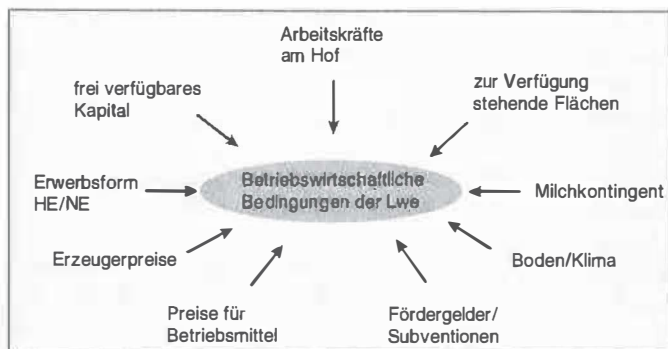 Arbeitskräfte
am Hof
frei verfügbares
Kapital
zur Verfügung
stehende Flächen
Erwerbsform
HE/NE
Betriebswirtschaftliche
Bedingungen der Lwe
Milchkontingent
Erzeugerpreise
Boden/Klima
Preise für
Betriebsmittel
Fördergelder/
Subventionen